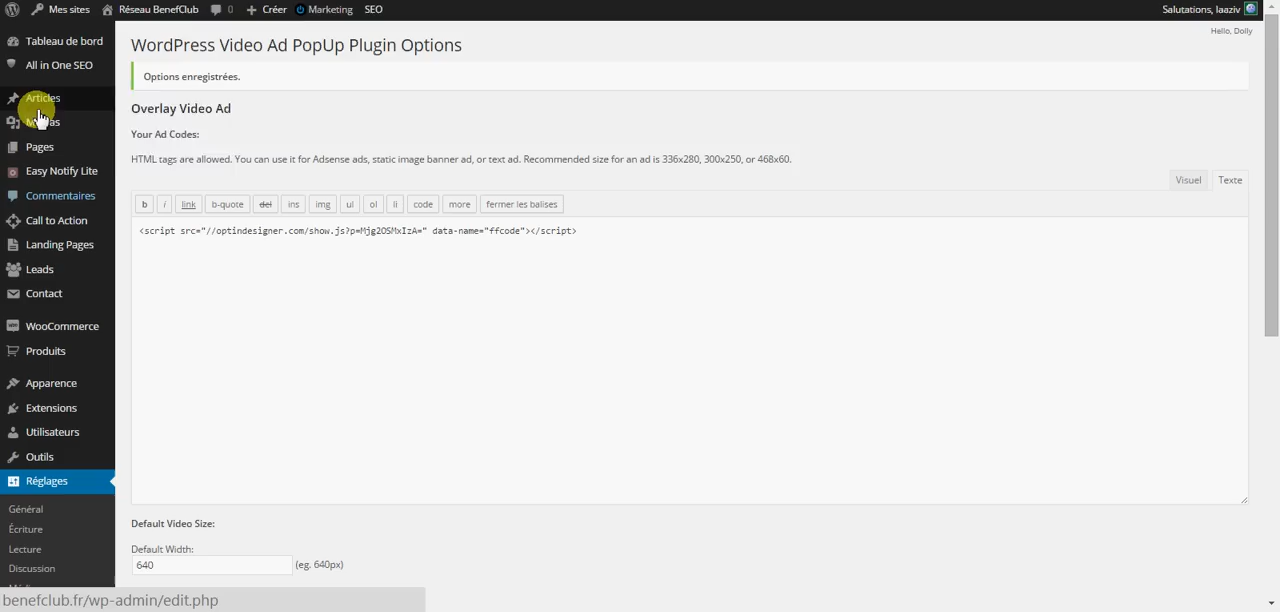 Mes sites Réseau BenefClub 0 Créer Marketing SEO Salutations, laaziv
Hello, Dolly
Tableau de bord
All in One SEO
Articles
Pages
Easy Notify Lite
Commentaires
Call to Action
Landing Pages
Leads
Contact
WooCommerce
Produits
Apparence
Extensions
Utilisateurs
Outils
Réglages
Général
Écriture
Lecture
Discussion
WordPress Video Ad PopUp Plugin Options
Options enregistrées.
Overlay Video Ad
Your Ad Codes:
HTML tags are allowed. You can use it for Adsense ads, static image banner ad, or text ad. Recommended size for an ad is 336x280, 300x250, or 468x60.
Visuel Texte
b i link b-quote del ins img ul ol li code more fermer les balises
<script src="//optindesigner.com/show.js?p=Mjg2OSMxIzA=" data-name="ffcode"></script>
Default Video Size:
Default Width:
640 (eg. 640px)
benefclub.fr/wp-admin/edit.php